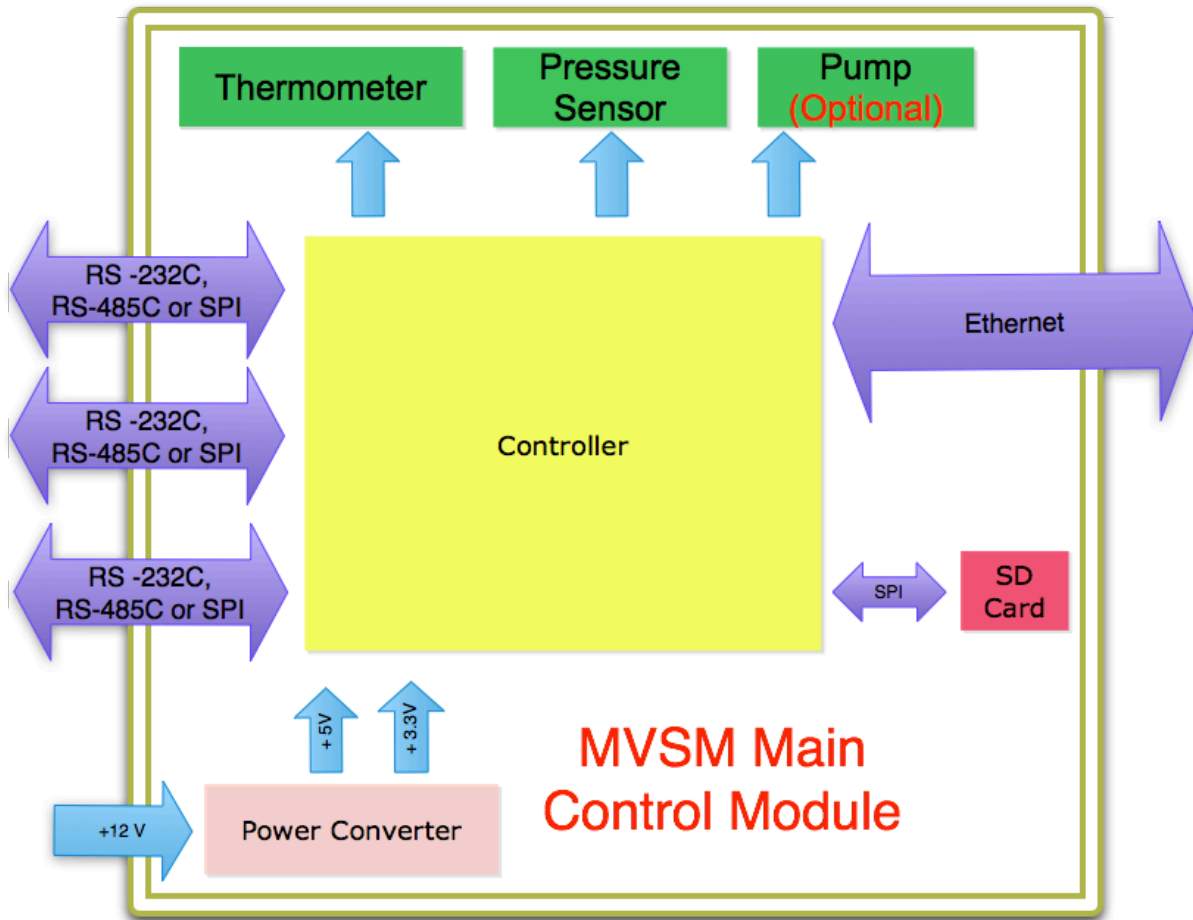 Thermometer
Pressure
Sensor
Pump
(Optional)
RS -232C,
RS-485C or SPI
Ethernet
RS -232C,
RS-485C or SPI
Controller
RS -232C,
RS-485C or SPI
SPI
SD
Card
+ 5V
+ 3.3V
MVSM Main
Control Module
+12 V
Power Converter